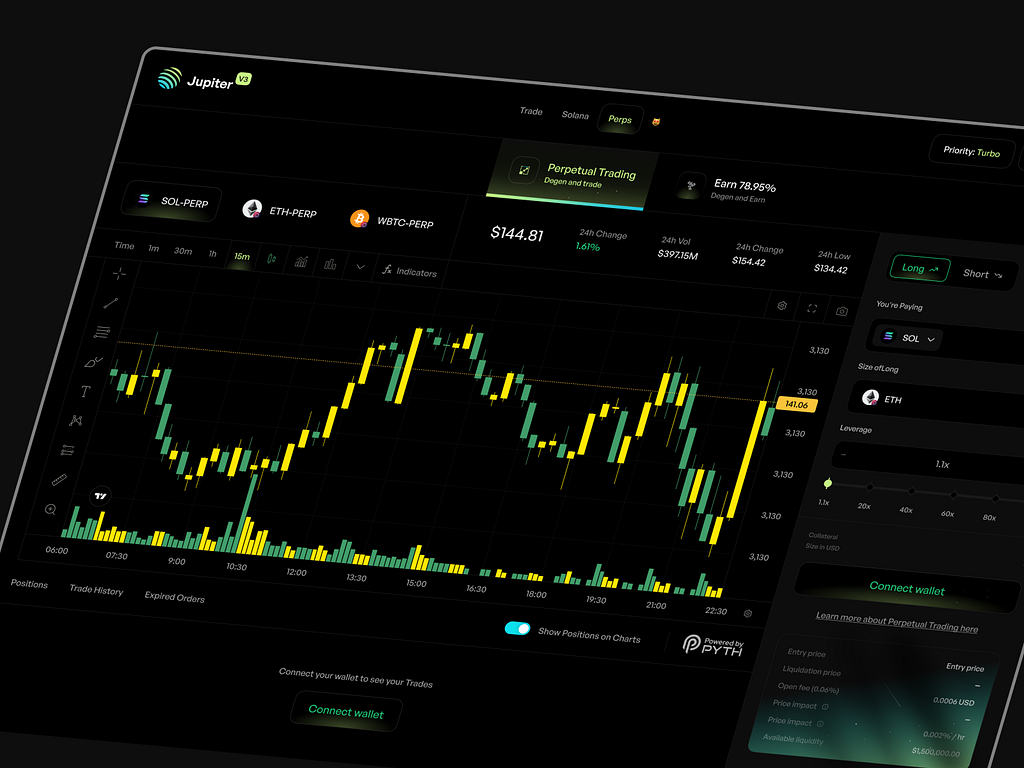 Jupiter V3
Trade Solana Perps
Priority: Turbo
Perpetual Trading
Degen and trade
Earn 78.95%
Degen and Earn
SOL-PERP ETH-PERP WBTC-PERP
$144.81
24h Change
1.61%
24h Vol
$397.15M
24h Change
$154.42
24h Low
$134.42
Time 1m 30m 1h 15m
fx Indicators
Long Short
You're Paying
SOL
Size of Long
ETH
Leverage
1.1x
1.1x 20x 40x 60x 80x
Collateral
Size in USD
Connect wallet
Learn more about Perpetual Trading here
3,130
3,130
141.06
3,130
3,130
3,130
3,130
T
TV
06:00 07:30 9:00 10:30 12:00 13:30 15:00 16:30 18:00 19:30 21:00 22:30
Positions Trade History Expired Orders
Show Positions on Charts
Powered by
PYTH
Connect your wallet to see your Trades
Connect wallet
Entry price Entry price
Liquidation price –
Open fee (0.06%) 0.0006 USD
Price impact –
Price impact 0.002% / hr
Available liquidity $1,500,000.00